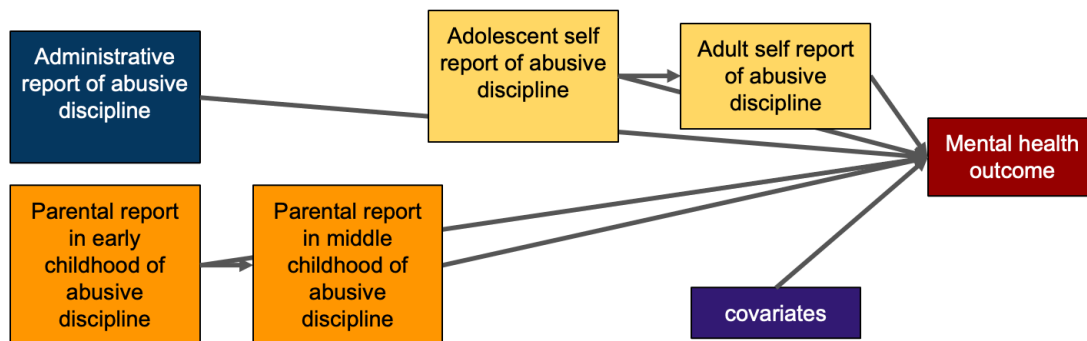 Administrative
report of abusive
discipline
Adolescent self
report of abusive
discipline
Adult self report
of abusive
discipline
Mental health
outcome
Parental report
in early
childhood of
abusive
discipline
Parental report
in middle
childhood of
abusive
discipline
covariates